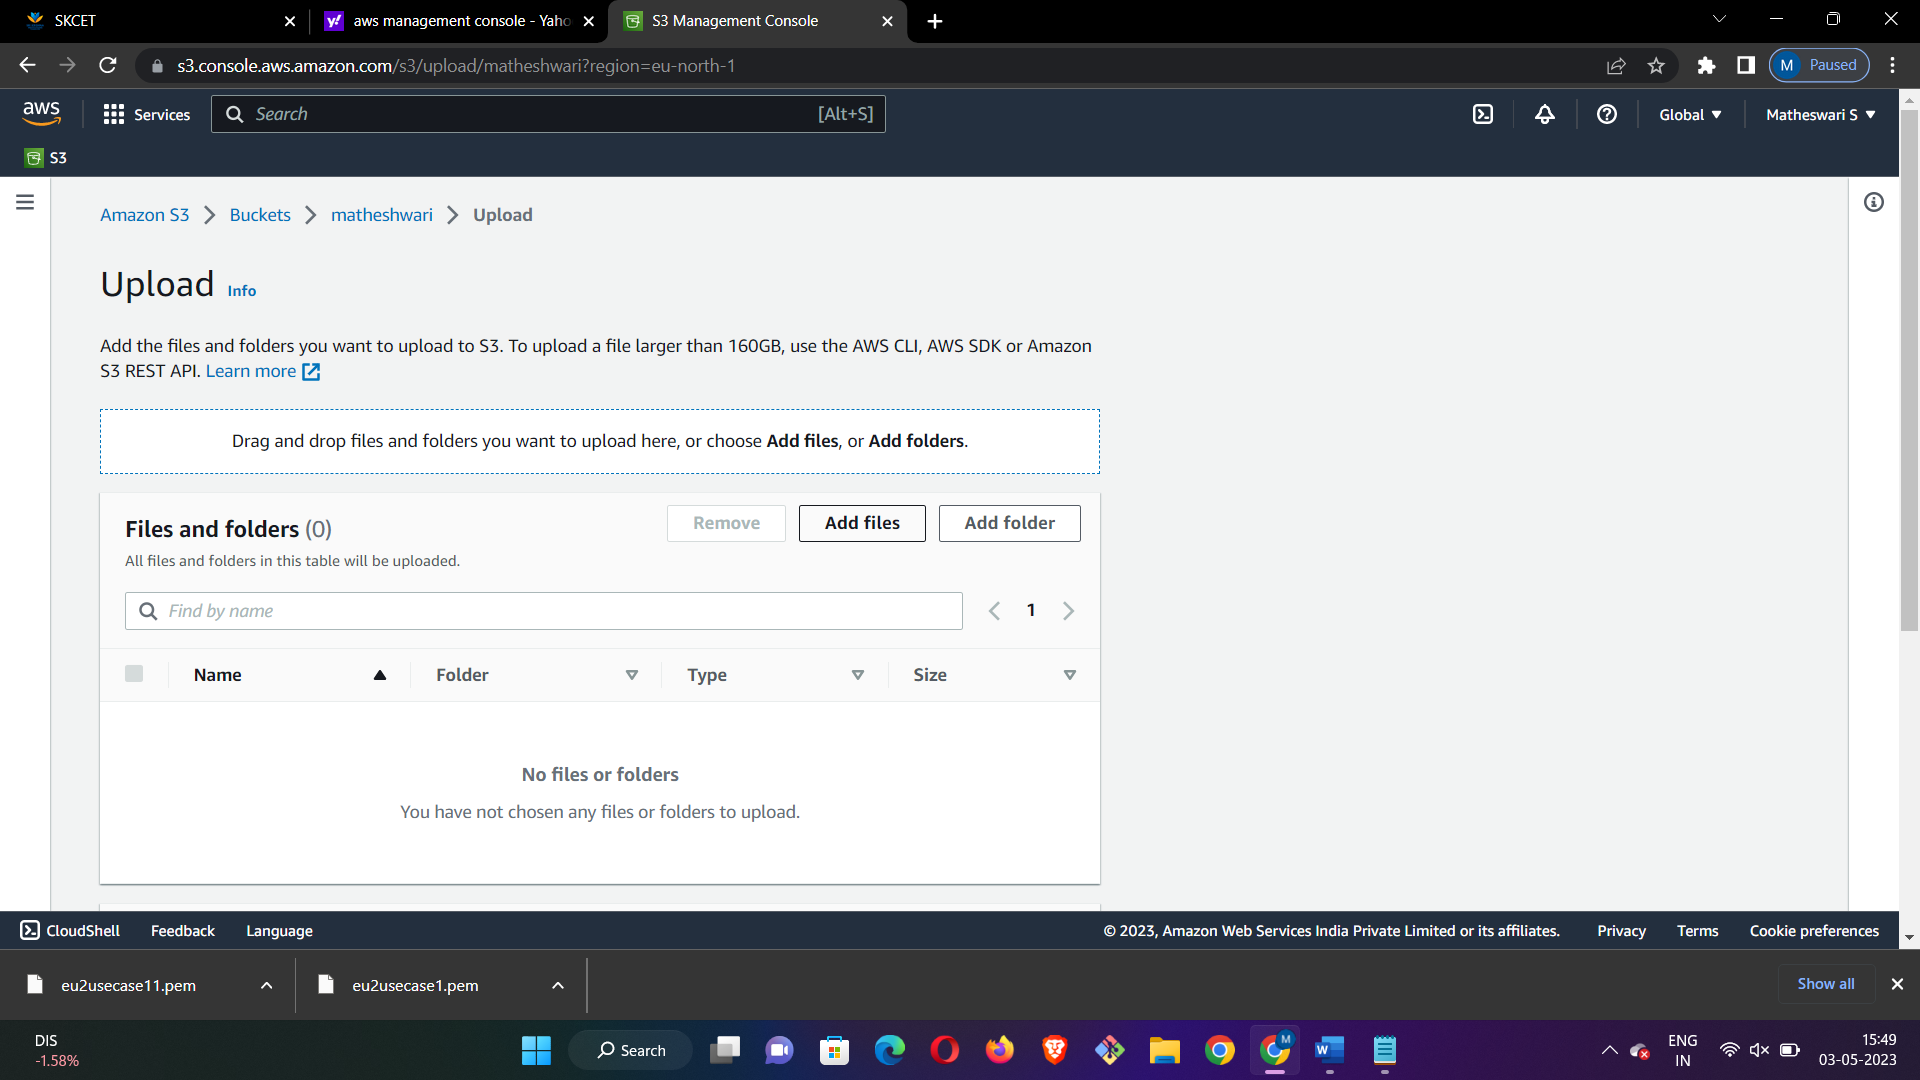 SKCET
aws management console - Yaho
S3 Management Console
s3.console.aws.amazon.com/s3/upload/matheshwari?region=eu-north-1
M Paused
aws
Services
Search
[Alt+S]
Global
Matheswari S
S3
Amazon S3 > Buckets > matheshwari > Upload
Upload Info
Add the files and folders you want to upload to S3. To upload a file larger than 160GB, use the AWS CLI, AWS SDK or Amazon
S3 REST API. Learn more
Drag and drop files and folders you want to upload here, or choose Add files, or Add folders.
Files and folders (0)
Remove
Add files
Add folder
All files and folders in this table will be uploaded.
Find by name
1
Name
Folder
Type
Size
No files or folders
You have not chosen any files or folders to upload.
CloudShell
Feedback
Language
© 2023, Amazon Web Services India Private Limited or its affiliates.
Privacy
Terms
Cookie preferences
eu2usecase11.pem
eu2usecase1.pem
Show all
DIS
-1.58%
Search
M
W
ENG
IN
15:49
03-05-2023